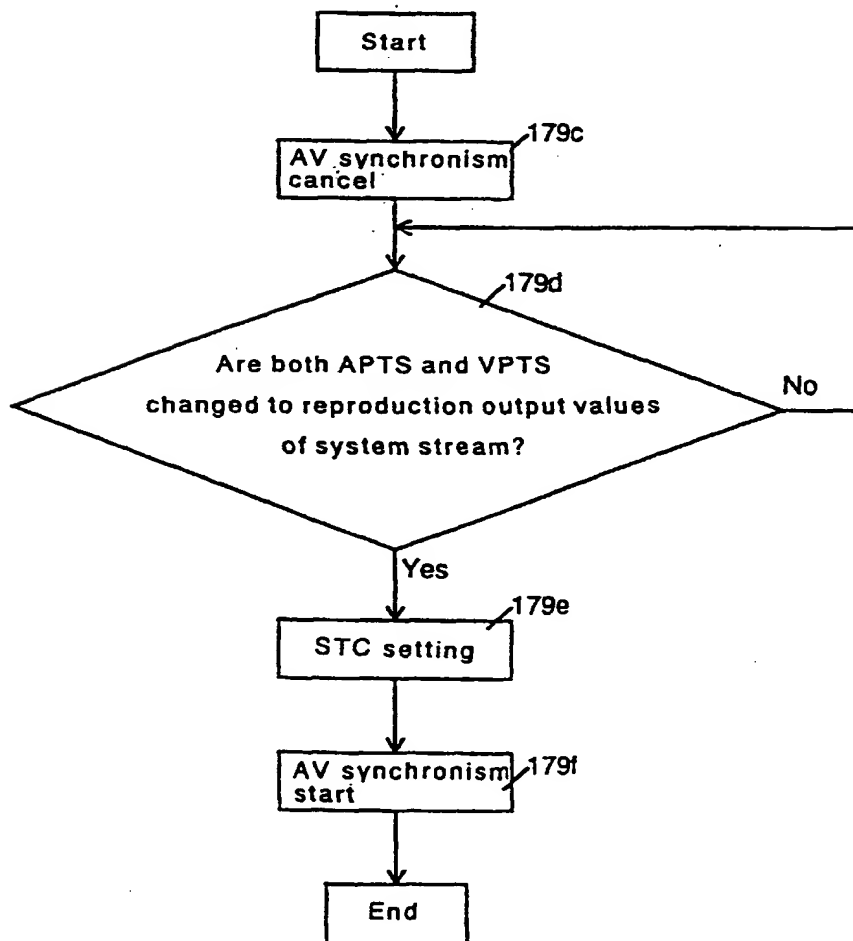 Start
179c
AV synchronism
cancel
179d
Are both APTS and VPTS
changed to reproduction output values
of system stream?
No
Yes
179e
STC setting
AV synchronism
start
179f
End